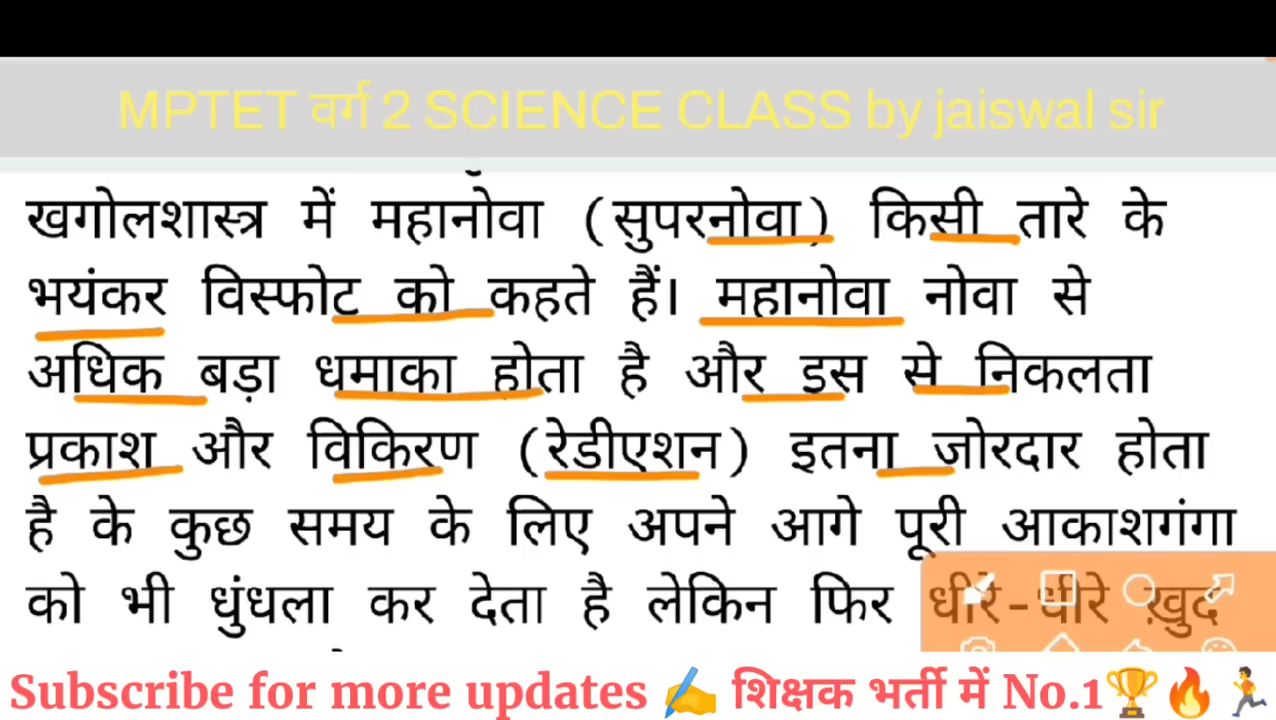 MPTET वर्ग 2 SCIENCE CLASS by jaiswal sir
खगोलशास्त्र में महानोवा (सुपरनोवा) किसी तारे के
भयंकर विस्फोट को कहते हैं। महानोवा नोवा से
अधिक बड़ा धमाका होता है और इस से निकलता
प्रकाश और विकिरण (रेडीएशन) इतना ज़ोरदार होता
है के कुछ समय के लिए अपने आगे पूरी आकाशगंगा
को भी धुंधला कर देता है लेकिन फिर धीरे-धीरे ख़ुद
Subscribe for more updates ✍️ शिक्षक भर्ती में No.1🏆🔥🏃